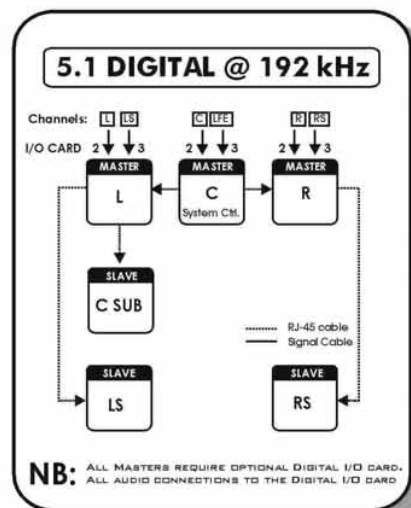 5.1 DIGITAL @ 192 kHz
Channels: L LS C LFE R RS
I/O CARD 2 3 2 3 2 3
MASTER MASTER MASTER
L C R
System Ctrl.
SLAVE
C SUB
RJ-45 cable
Signal Cable
SLAVE SLAVE
LS RS
NB: ALL MASTERS REQUIRE OPTIONAL DIGITAL I/O CARD.
ALL AUDIO CONNECTIONS TO THE DIGITAL I/O CARD